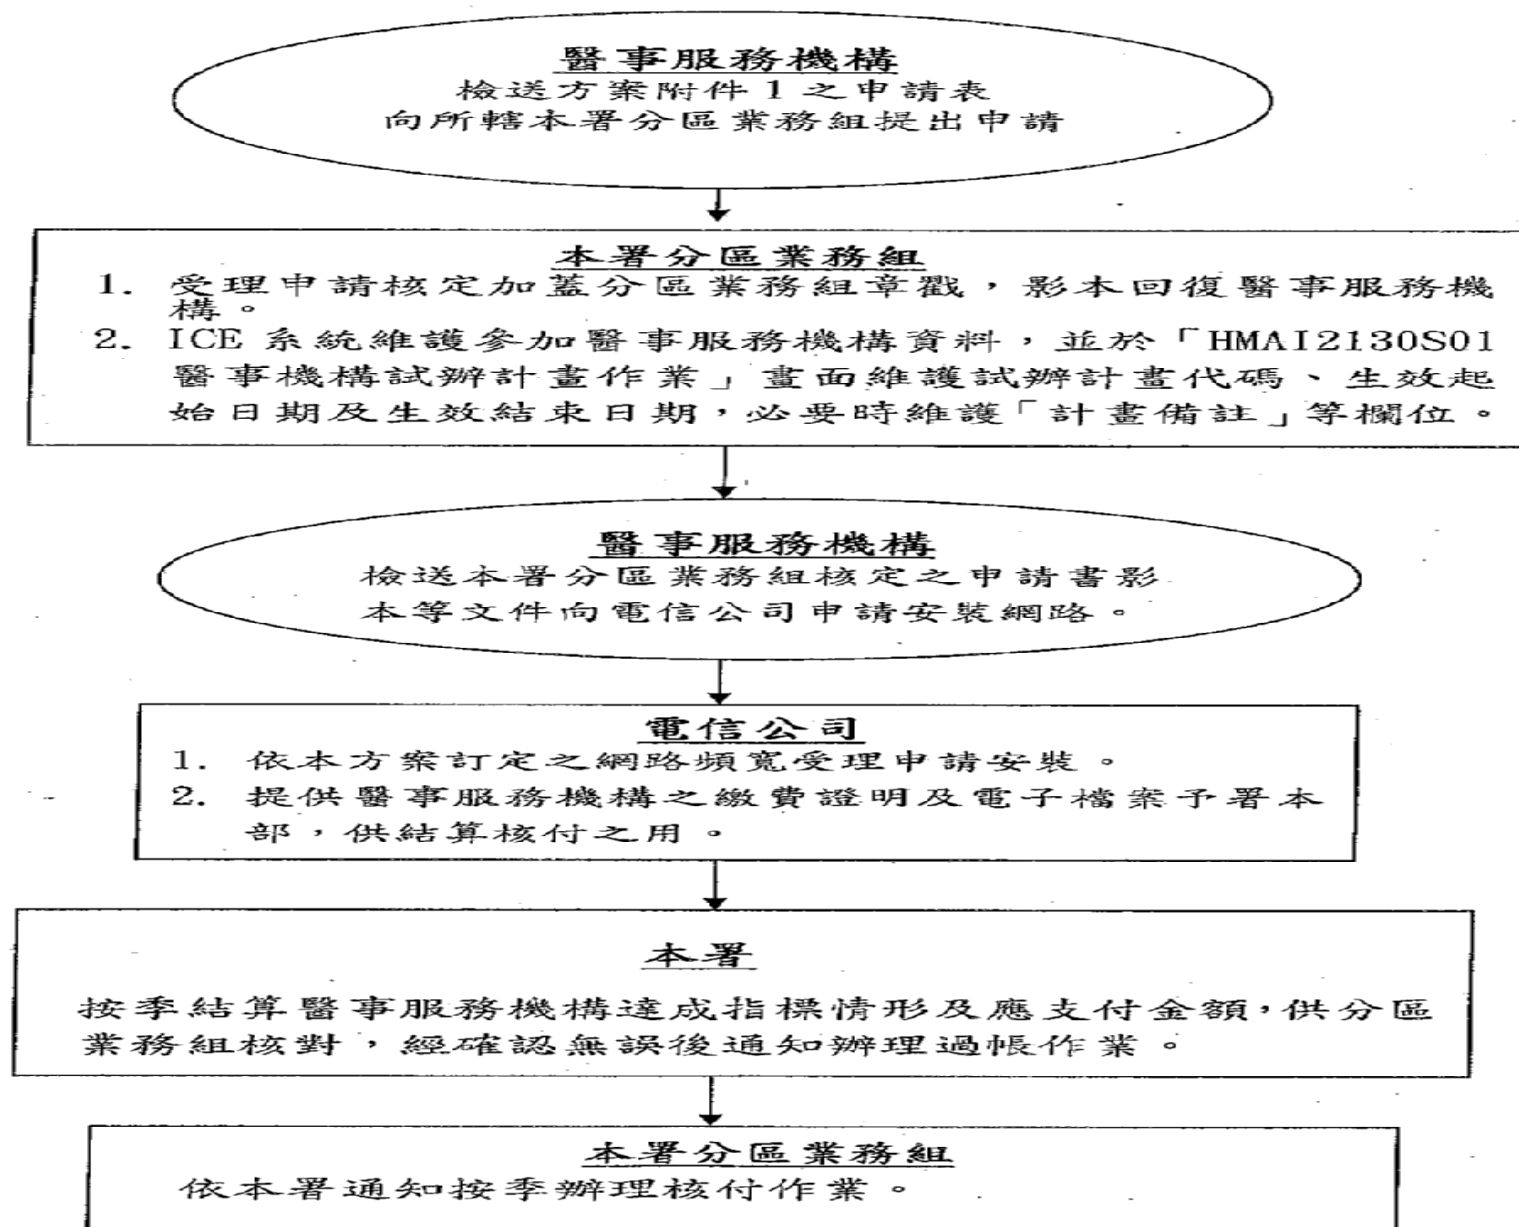 醫事服務機構
檢送方案附件1之申請表
向所轄本署分區業務組提出申請
本署分區業務組
1. 受理申請核定加蓋分區業務組章戳，影本回復醫事服務機
構。
2. ICE 系統維護參加醫事服務機構資料，並於「HMAI2130S01
醫事機構試辦計畫作業」畫面維護試辦計畫代碼、生效起
始日期及生效結束日期，必要時維護「計畫備註」等欄位。
醫事服務機構
檢送本署分區業務組核定之申請書影
本等文件向電信公司申請安裝網路。
電信公司
1. 依本方案訂定之網路頻寬受理申請安裝。
2. 提供醫事服務機構之繳費證明及電子檔案予署本
部，供結算核付之用。
本署
按季結算醫事服務機構達成指標情形及應支付金額，供分區
業務組核對，經確認無誤後通知辦理過帳作業。
本署分區業務組
依本署通知按季辦理核付作業。